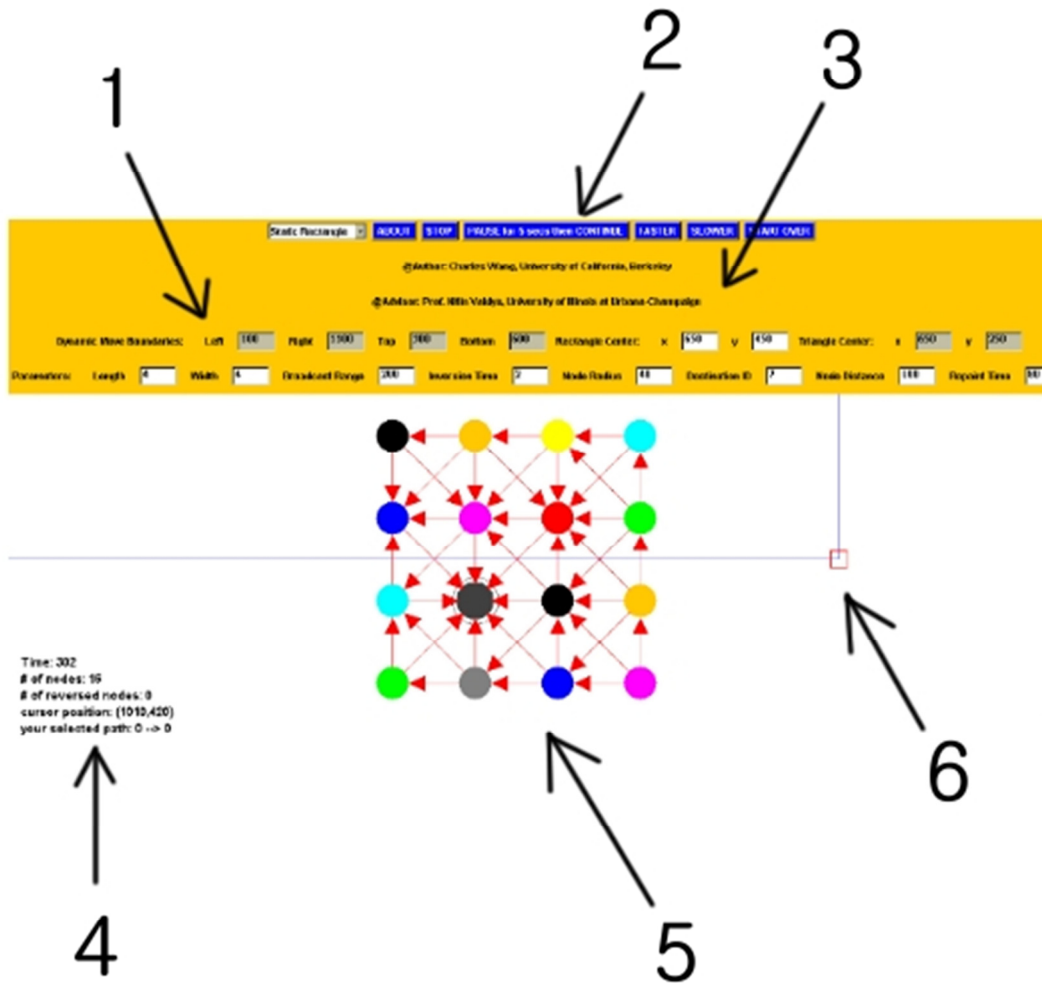 2
3
1
Static Rectangle ABOUT STOP PAUSE for 5 secs then CONTINUE FASTER SLOWER START OVER
@Author: Charles Wang, University of California, Berkeley
@Advisor: Prof. Nitin Vaidya, University of Illinois at Urbana-Champaign
Dynamic Move Boundaries: Left 100 Right 1300 Top 300 Bottom 600 Rectangle Center: x 650 y 450 Triangle Center: x 650 y 250
Parameters: Length 4 Width 4 Broadcast Range 200 Inversion Time 2 Node Radius 40 Destination ID 7 Node Distance 100 Repaint Time
Time: 302
# of nodes: 16
# of reversed nodes: 0
cursor position: (1010,420)
your selected path: 0 --> 0
6
4
5